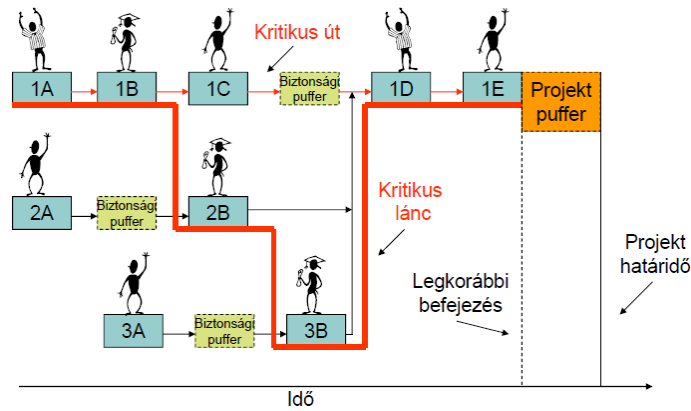 Kritikus út
1A
1B
1C
Biztonsági
puffer
1D
1E
Projekt
puffer
2A
Biztonsági
puffer
2B
Kritikus
lánc
Projekt
határidő
Legkorábbi
befejezés
3A
Biztonsági
puffer
3B
Idő